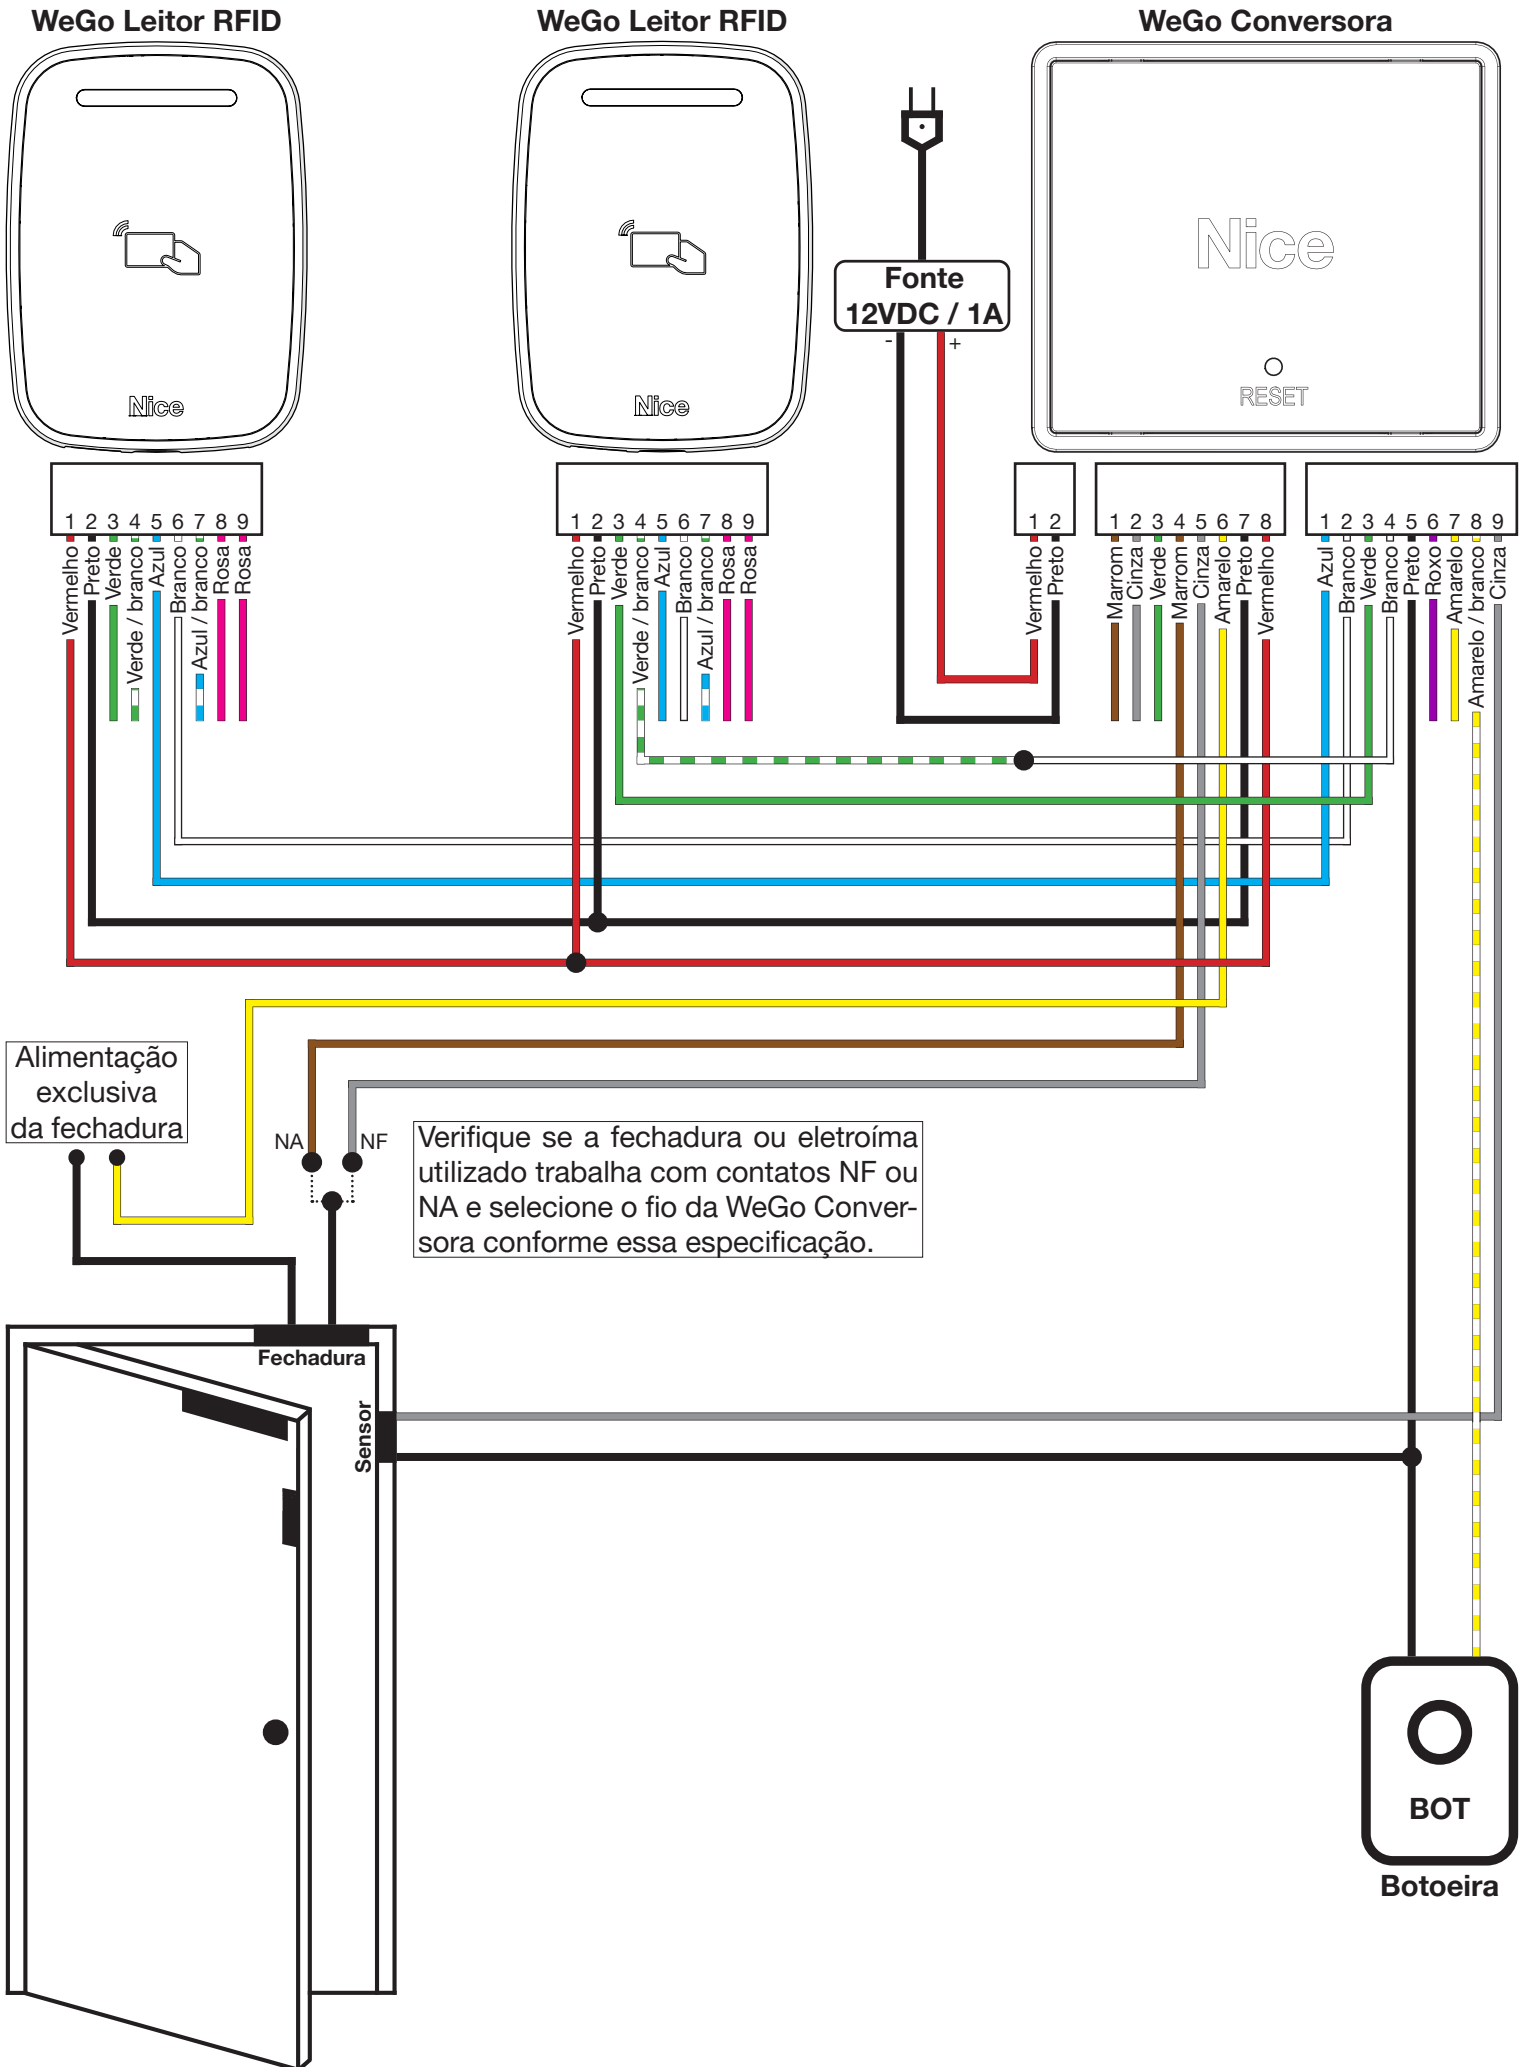 WeGo Leitor RFID
WeGo Leitor RFID
WeGo Conversora
Nice
Fonte
12VDC / 1A
- +
RESET
Nice
Nice
1 2 3 4 5 6 7 8 9
Vermelho
Preto
Verde
Verde / branco
Azul
Branco
Azul / branco
Rosa
Rosa
1 2 3 4 5 6 7 8 9
Vermelho
Preto
Verde
Verde / branco
Azul
Branco
Azul / branco
Rosa
Rosa
1 2
Vermelho
Preto
1 2 3 4 5 6 7 8
Marrom
Cinza
Verde
Marrom
Cinza
Amarelo
Preto
Vermelho
1 2 3 4 5 6 7 8 9
Azul
Branco
Verde
Branco
Preto
Roxo
Amarelo
Amarelo / branco
Cinza
Alimentação
exclusiva
da fechadura
NA NF
Verifique se a fechadura ou eletroíma
utilizado trabalha com contatos NF ou
NA e selecione o fio da WeGo Conver-
sora conforme essa especificação.
Fechadura
Sensor
BOT
Botoeira